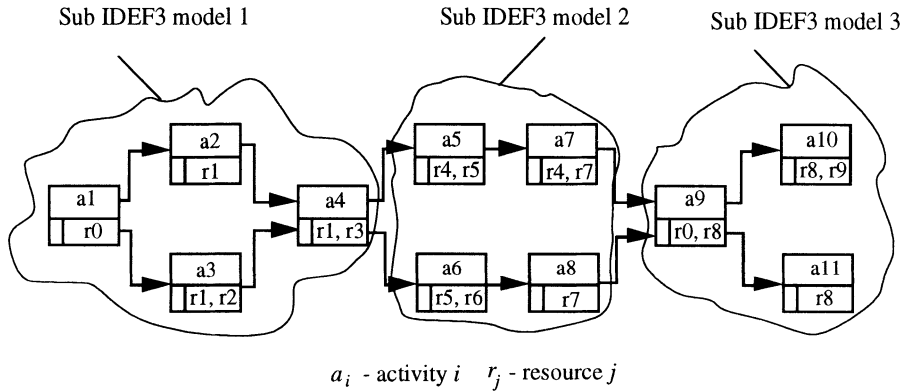 Sub IDEF3 model 1
Sub IDEF3 model 2
Sub IDEF3 model 3
a1
r0
a2
r1
a3
r1, r2
a4
r1, r3
a5
r4, r5
a6
r5, r6
a7
r4, r7
a8
r7
a9
r0, r8
a10
r8, r9
a11
r8
a i - activity i r j - resource j